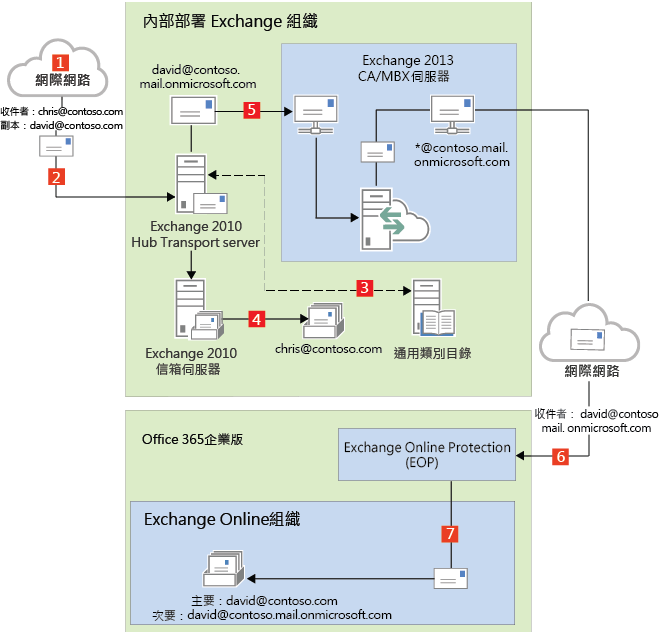 內部部署 Exchange 組織
1
網際網路
收件者：chris@contoso.com
副本：david@contoso.com
2
david@contoso.
mail.onmicrosoft.com
5
Exchange 2013
CA/MBX伺服器
*@contoso.mail.
onmicrosoft.com
Exchange 2010
Hub Transport server
3
4
Exchange 2010
信箱伺服器
chris@contoso.com
通用類別目錄
網際網路
收件者： david@contoso
mail. onmicrosoft.com
6
Office 365企業版
Exchange Online Protection
(EOP)
7
Exchange Online組織
主要：david@contoso.com
次要：david@contoso.mail.onmicrosoft.com